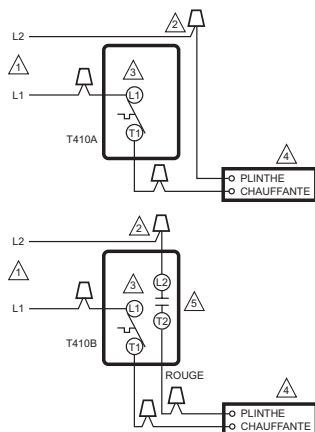 2
L2
1
3
L1
L1
T1
T410A
4
PLINTHE
CHAUFFANTE
2
L2
1
3
L2
5
L1
L1
T2
T410B
T1
ROUGE
4
PLINTHE
CHAUFFANTE